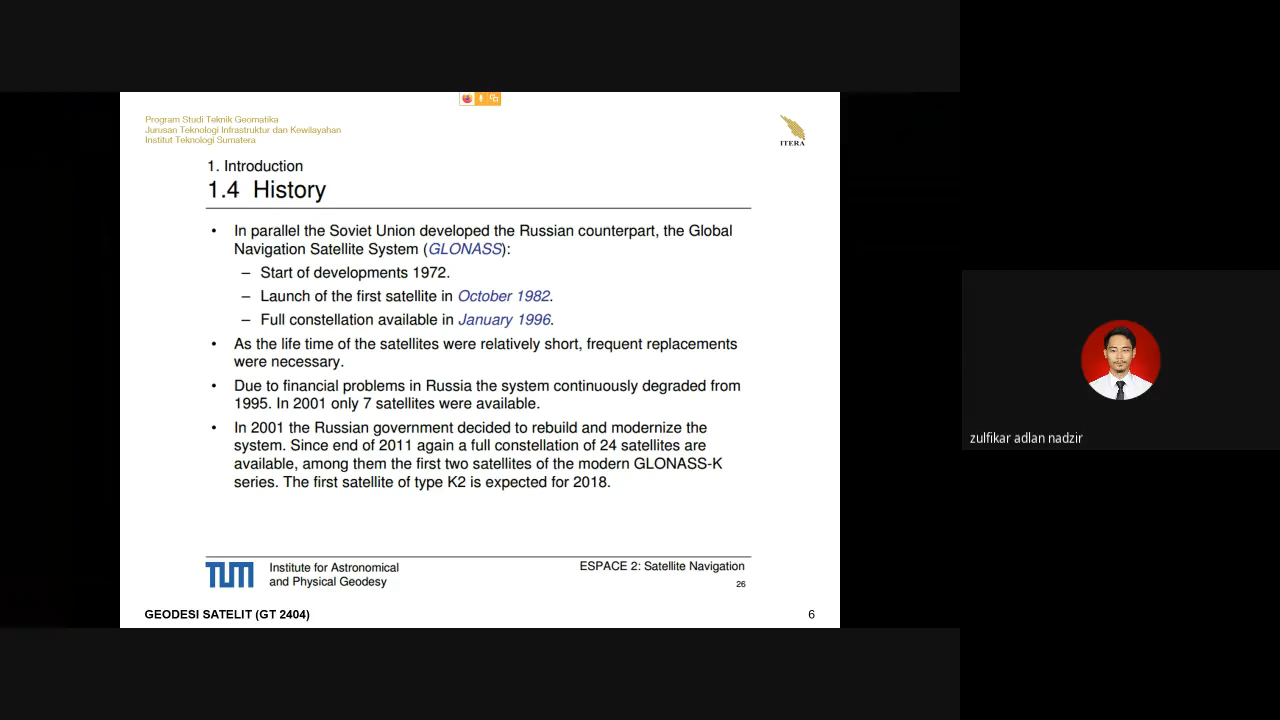 Program Studi Teknik Geomatika
Jurusan Teknologi Infrastruktur dan Kewilayahan
Institut Teknologi Sumatera
ITERA
1. Introduction
1.4 History
• In parallel the Soviet Union developed the Russian counterpart, the Global
Navigation Satellite System (GLONASS):
– Start of developments 1972.
– Launch of the first satellite in October 1982.
– Full constellation available in January 1996.
• As the life time of the satellites were relatively short, frequent replacements
were necessary.
• Due to financial problems in Russia the system continuously degraded from
1995. In 2001 only 7 satellites were available.
• In 2001 the Russian government decided to rebuild and modernize the
system. Since end of 2011 again a full constellation of 24 satellites are
available, among them the first two satellites of the modern GLONASS-K
series. The first satellite of type K2 is expected for 2018.
TUM
Institute for Astronomical
and Physical Geodesy
ESPACE 2: Satellite Navigation
26
GEODESI SATELIT (GT 2404)
6
zulfikar adlan nadzir